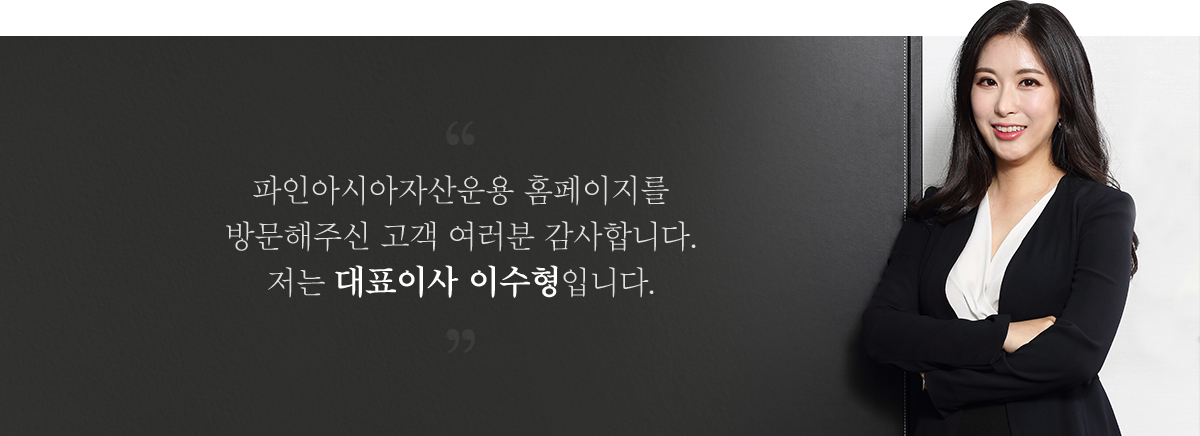 “
파인아시아자산운용 홈페이지를
방문해주신 고객 여러분 감사합니다.
저는 대표이사 이수형입니다.
”